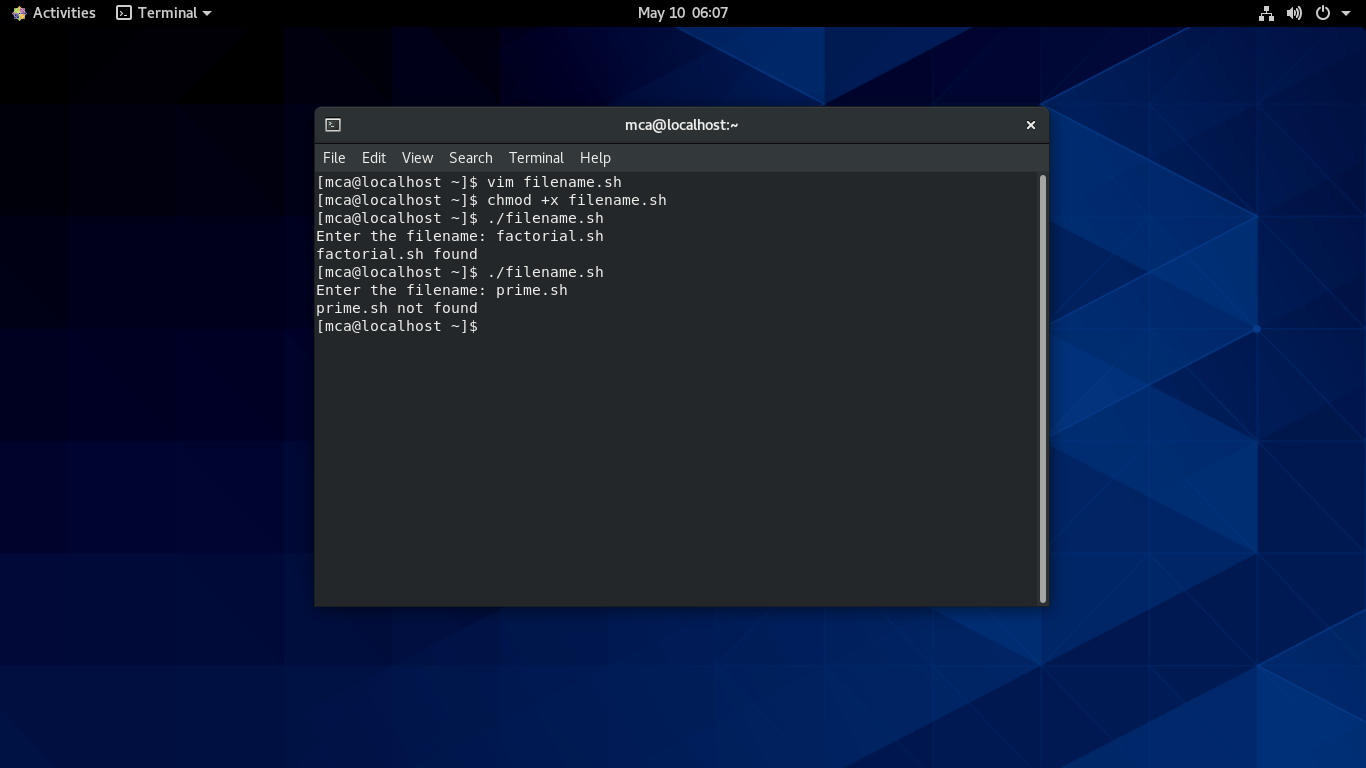 Activities Terminal May 10 06:07
mca@localhost:~
File Edit View Search Terminal Help
[mca@localhost ~]$ vim filename.sh
[mca@localhost ~]$ chmod +x filename.sh
[mca@localhost ~]$ ./filename.sh
Enter the filename: factorial.sh
factorial.sh found
[mca@localhost ~]$ ./filename.sh
Enter the filename: prime.sh
prime.sh not found
[mca@localhost ~]$